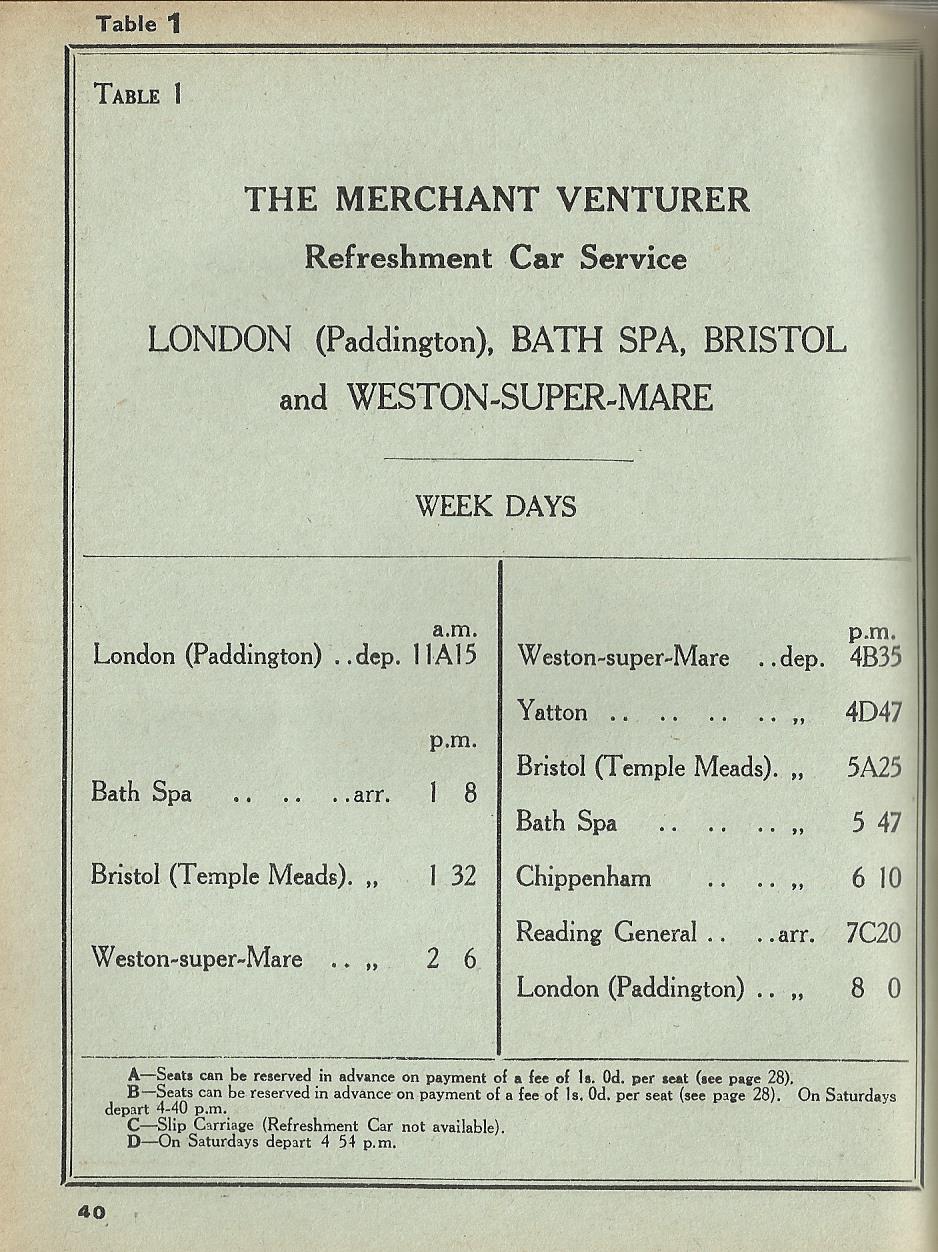 Table 1
TABLE 1
THE MERCHANT VENTURER
Refreshment Car Service
LONDON (Paddington), BATH SPA, BRISTOL
and WESTON-SUPER-MARE
WEEK DAYS
a.m.
London (Paddington) . . dep. 11A15
p.m.
Bath Spa . . . . . . arr. 1 8
Bristol (Temple Meads). „ 1 32
Weston-super-Mare . . „ 2 6
p.m.
Weston-super-Mare . . dep. 4B35
Yatton . . . . . . . . „ 4D47
Bristol (Temple Meads). „ 5A25
Bath Spa . . . . . . „ 5 47
Chippenham . . . . „ 6 10
Reading General . . . . arr. 7C20
London (Paddington) . . „ 8 0
A—Seats can be reserved in advance on payment of a fee of 1s. 0d. per seat (see page 28).
B—Seats can be reserved in advance on payment of a fee of 1s. 0d. per seat (see page 28). On Saturdays
depart 4-40 p.m.
C—Slip Carriage (Refreshment Car not available).
D—On Saturdays depart 4 54 p.m.
40